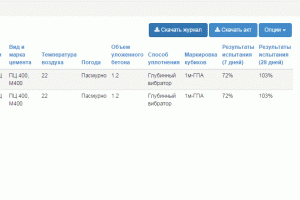 Скачать журнал Скачать акт Опции
Вид и марка цемента Температура воздуха Погода Объем уложенного бетона Способ уплотнения Маркировка кубиков Результаты испытания (7 дней) Результаты испытания (28 дней)
ПЦ 400, М400 22 Пасмурно 1.2 Глубинный вибратор 1м-ГПА 72% 103%
ПЦ 400, М400 22 Пасмурно 1.2 Глубинный вибратор 1м-ГПА 72% 103%